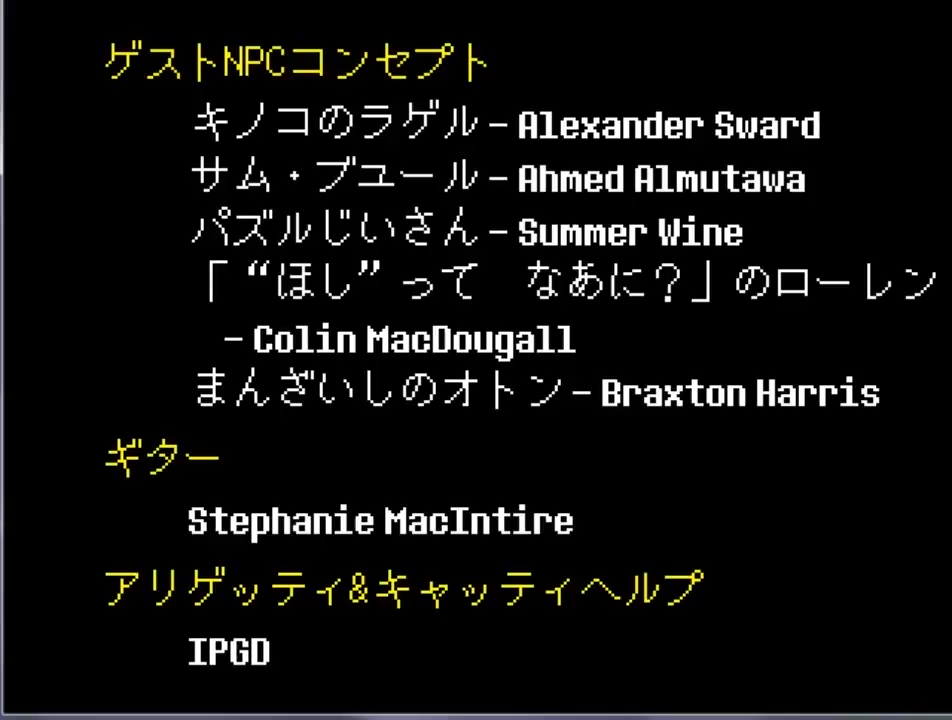 ゲストNPCコンセプト
キノコのラゲル – Alexander Sward
サム・ブユール – Ahmed Almutawa
パズルじいさん – Summer Wine
「“ほし”って　なあに？」のローレン
– Colin MacDougall
まんざいしのオトン – Braxton Harris
ギター
Stephanie MacIntire
アリゲッティ&キャッティヘルプ
IPGD